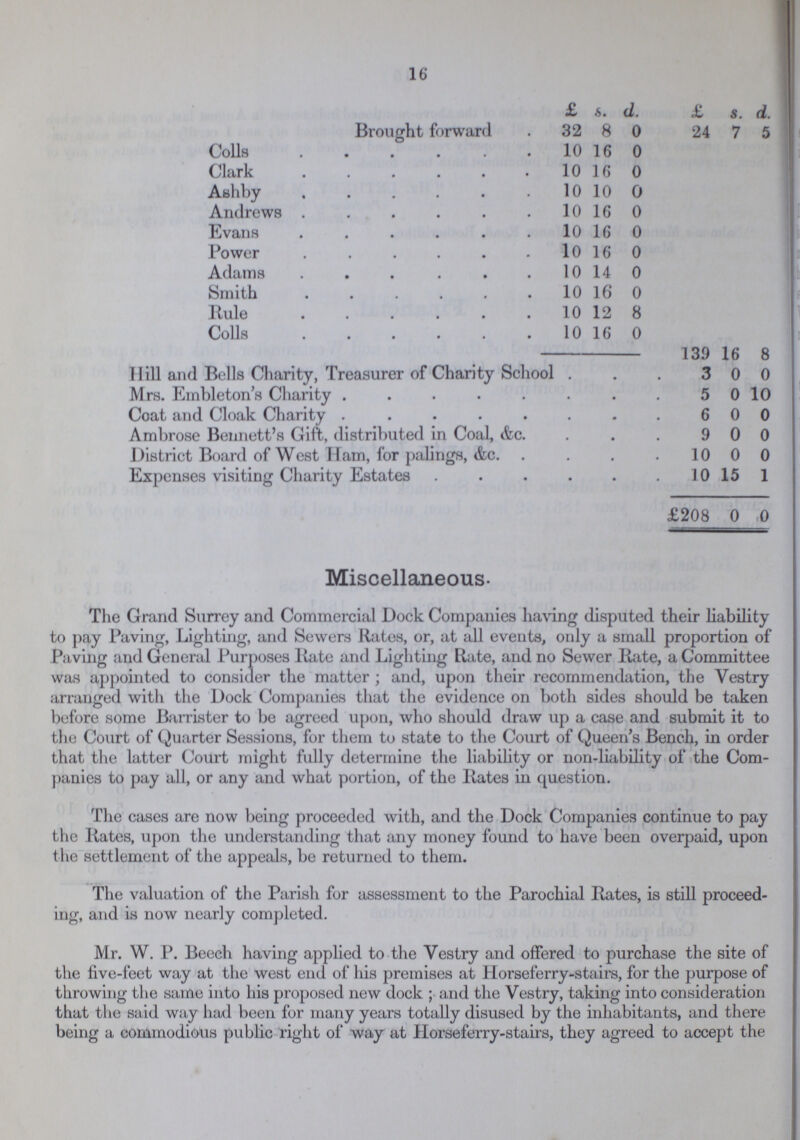 16
£ s. d. £ s. d.
Brought forward . 32 8 0 24 7 5
Colls . . . . . . 10 16 0
Clark . . . . . . 10 16 0
Ashby . . . . . . 10 10 0
Andrews . . . . . . 10 16 0
Evans . . . . . . 10 16 0
Power . . . . . . 10 16 0
Adams . . . . . . 10 14 0
Smith . . . . . . 10 16 0
Rule . . . . . . 10 12 8
Colls . . . . . . 10 16 0
139 16 8
Hill and Bells Charity, Treasurer of Charity School . . . 3 0 0
Mrs. Embleton's Charity . . . . . . . . 5 0 10
Coat and Cloak Charity . . . . . . . . 6 0 0
Ambrose Bennett's Gift, distributed in Coal, &c. . . . 9 0 0
District Board of West Ham, for palings, &c. . . . . 10 0 0
Expenses visiting Charity Estates . . . . . . 10 15 1
£208 0 0
Miscellaneous.
The Grand Surrey and Commercial Dock Companies having disputed their liability
to pay Paving, Lighting, and Sewers Rates, or, at all events, only a small proportion of
Paving and General Purposes Rate and Lighting Rate, and no Sewer Rate, a Committee
was appointed to consider the matter ; and, upon their recommendation, the Vestry
arranged with the Dock Companies that the evidence on both sides should be taken
before some Barrister to be agreed upon, who should draw up a case and submit it to
the Court of Quarter Sessions, for them to state to the Court of Queen's Bench, in order
that the latter Court might fully determine the liability or non-liability of the Com-
panies to pay all, or any and what portion, of the Rates in question.
The cases are now being proceeded with, and the Dock Companies continue to pay
the Rates, upon the understanding that any money found to have been overpaid, upon
the settlement of the appeals, be returned to them.
The valuation of the Parish for assessment to the Parochial Rates, is still proceed-
ing, and is now nearly completed.
Mr. W. P. Beech having applied to the Vestry and offered to purchase the site of
the five-feet way at the west end of his premises at Horseferry-stairs, for the purpose of
throwing the same into his proposed new dock ; and the Vestry, taking into consideration
that the said way had been for many years totally disused by the inhabitants, and there
being a commodious public right of way at Horseferry-stairs, they agreed to accept the